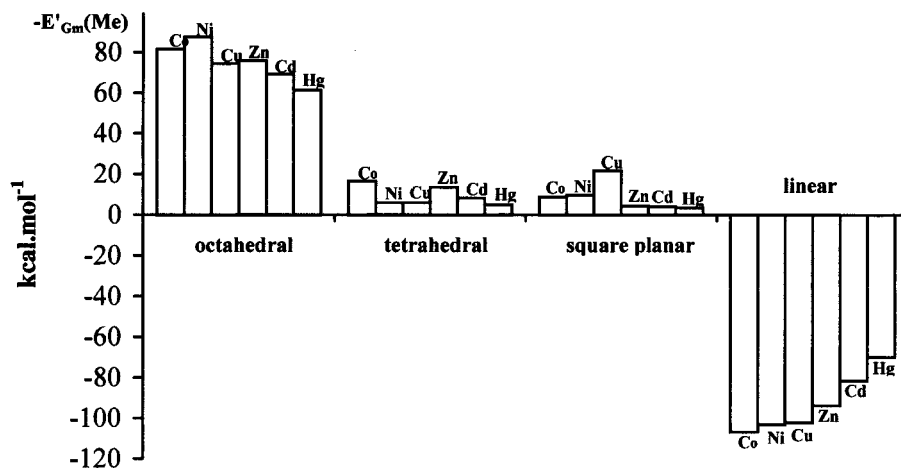 -E'Gm(Me)
kcal.mol-1
80
60
40
20
0
-20
-40
-60
-80
-100
-120
Co Ni Cu Zn Cd Hg
octahedral
Co Ni Cu Zn Cd Hg
tetrahedral
Co Ni Cu Zn Cd Hg
square planar
linear
Co Ni Cu Zn Cd Hg